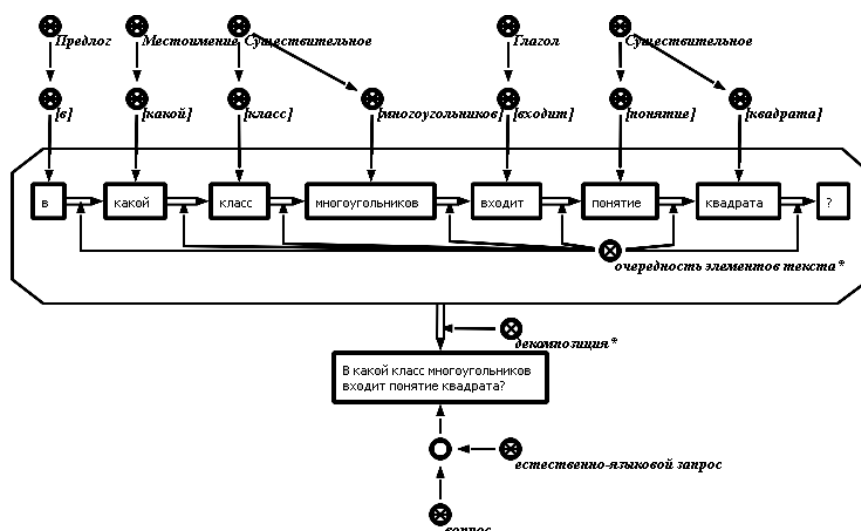 Предлог Местоимение Существительное Глагол Существительное
[в] [какой] [класс] [многоугольников] [входит] [понятие] [квадрата]
в какой класс многоугольников входит понятие квадрата ?
очередность элементов текста*
декомпозиция*
В какой класс многоугольников
входит понятие квадрата?
естественно-языковой запрос
вопрос